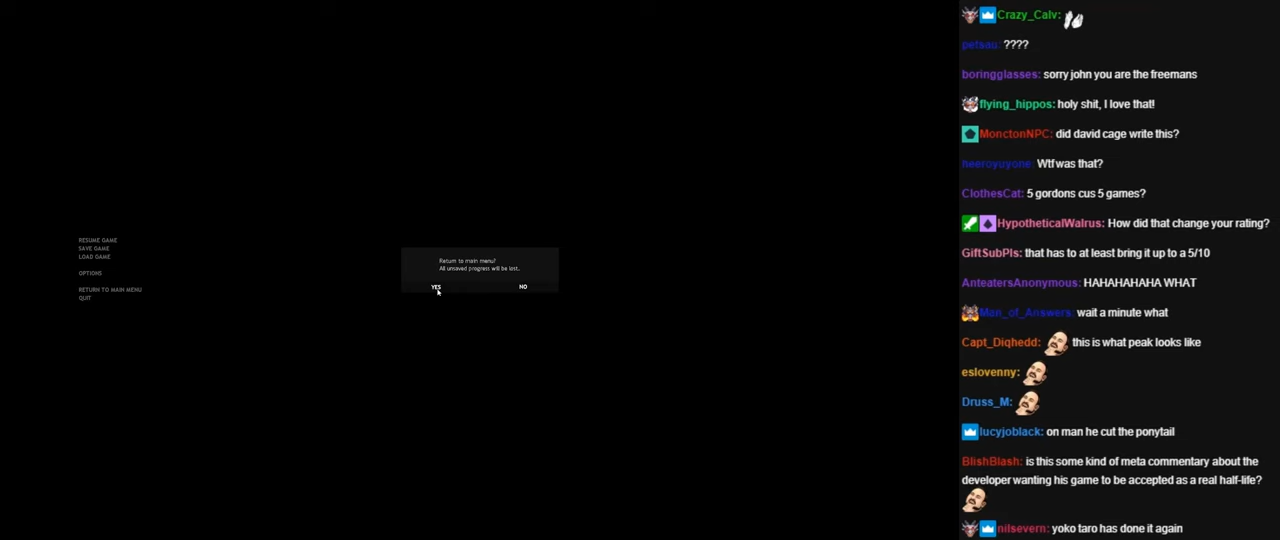 RESUME GAME
SAVE GAME
LOAD GAME
OPTIONS
RETURN TO MAIN MENU
QUIT
Return to main menu?
All unsaved progress will be lost.
YES
NO
Crazy_Calv:
petsau: ????
boringglasses: sorry john you are the freemans
flying_hippos: holy shit, I love that!
MonctonNPC: did david cage write this?
heeroyuyone: Wtf was that?
ClothesCat: 5 gordons cus 5 games?
HypotheticalWalrus: How did that change your rating?
GiftSubPls: that has to at least bring it up to a 5/10
AnteatersAnonymous: HAHAHAHAHA WHAT
Man_of_Answers: wait a minute what
Capt_Diqhedd: this is what peak looks like
eslovenny:
Druss_M:
lucyjoblack: on man he cut the ponytail
BlishBlash: is this some kind of meta commentary about the
developer wanting his game to be accepted as a real half-life?
nilsevern: yoko taro has done it again